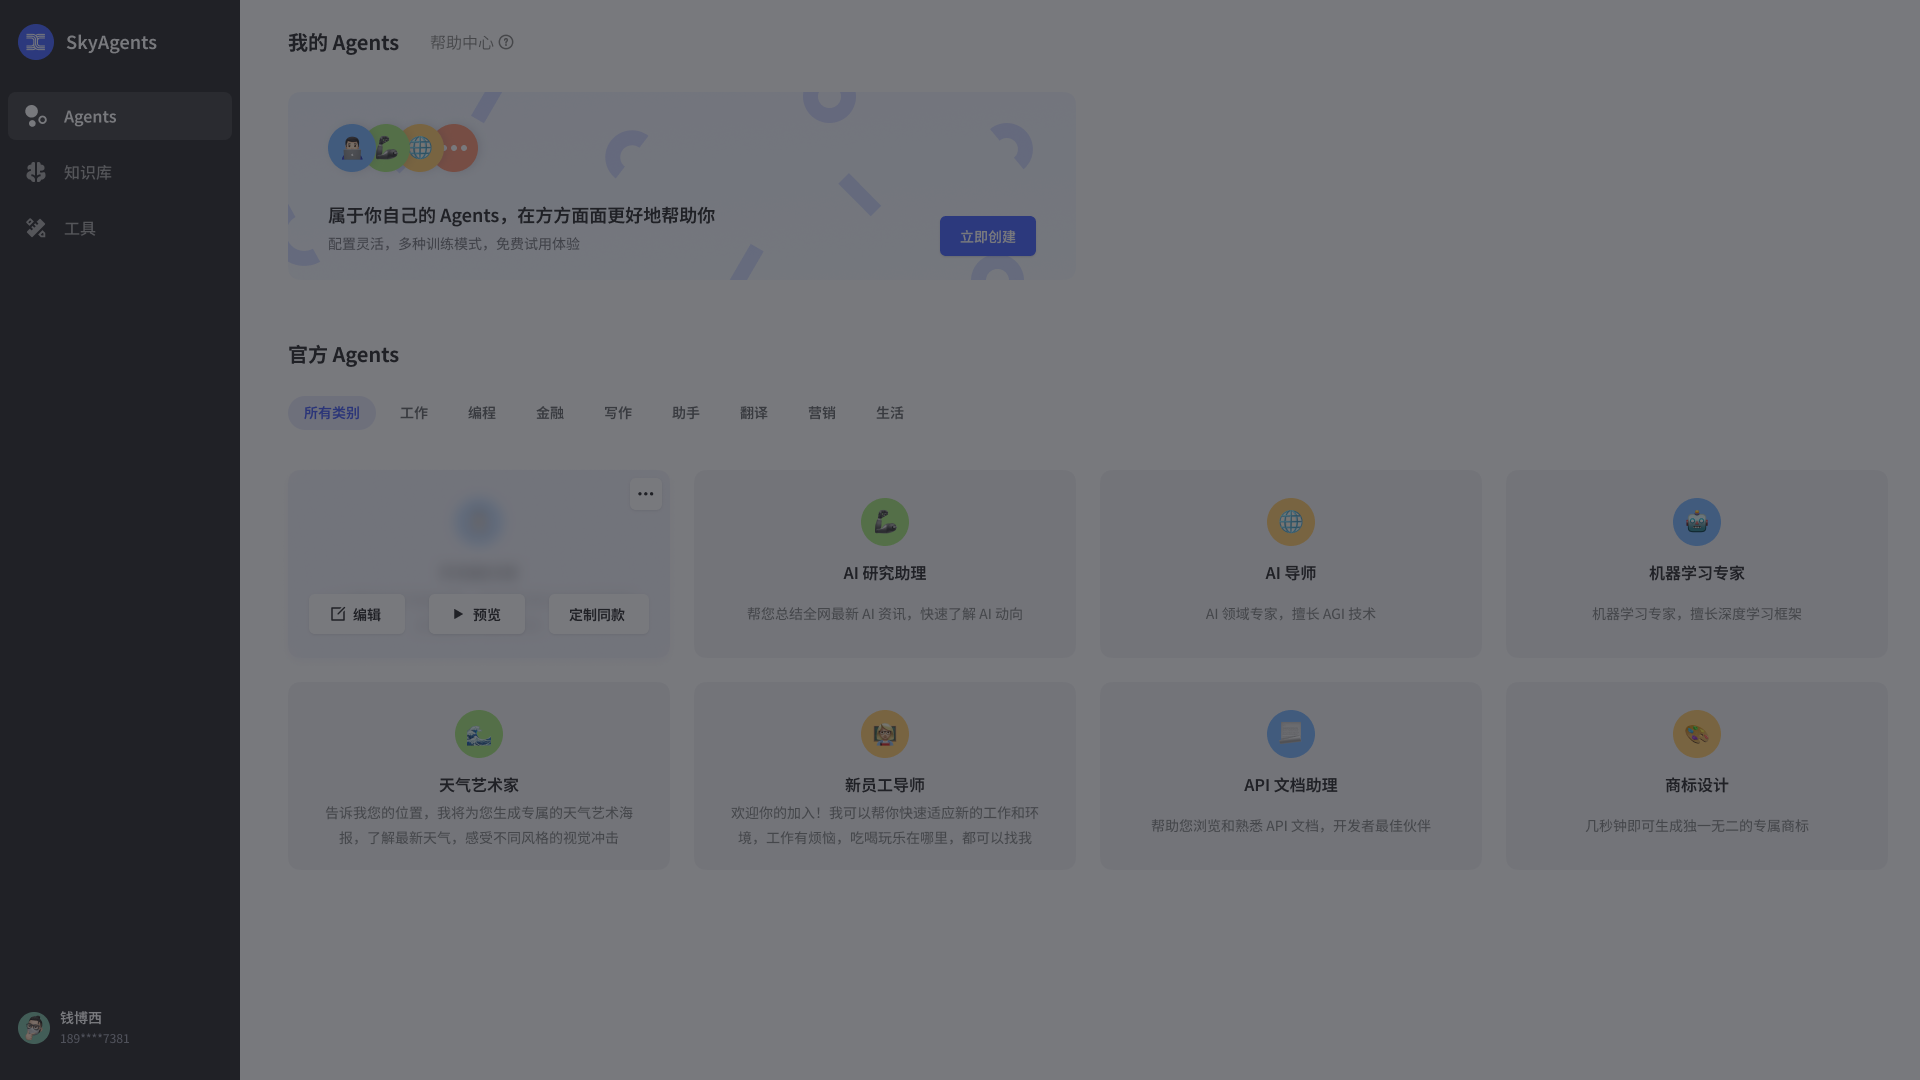 SkyAgents
Agents
知识库
工具
钱博西
189****7381
我的 Agents
帮助中心
属于你自己的 Agents，在方方面面更好地帮助你
配置灵活，多种训练模式，免费试用体验
立即创建
官方 Agents
所有类别
工作
编程
金融
写作
助手
翻译
营销
生活
编辑
预览
定制同款
AI 研究助理
帮您总结全网最新 AI 资讯，快速了解 AI 动向
AI 导师
AI 领域专家，擅长 AGI 技术
机器学习专家
机器学习专家，擅长深度学习框架
天气艺术家
告诉我您的位置，我将为您生成专属的天气艺术海
报，了解最新天气，感受不同风格的视觉冲击
新员工导师
欢迎你的加入！我可以帮你快速适应新的工作和环
境，工作有烦恼，吃喝玩乐在哪里，都可以找我
API 文档助理
帮助您浏览和熟悉 API 文档，开发者最佳伙伴
商标设计
几秒钟即可生成独一无二的专属商标